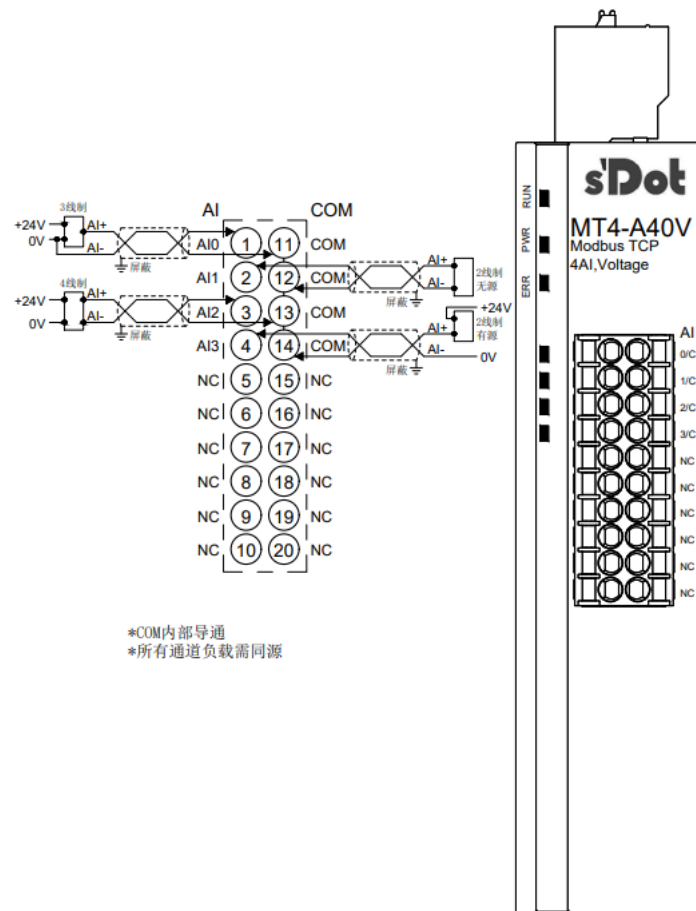 3线制
+24V
0V
AI+
AI-
屏蔽
4线制
+24V
0V
AI+
AI-
屏蔽
AI COM
AI0 1 11 COM
AI1 2 12 COM
AI2 3 13 COM
AI3 4 14 COM
NC 5 15 NC
NC 6 16 NC
NC 7 17 NC
NC 8 18 NC
NC 9 19 NC
NC 10 20 NC
AI+
AI-
2线制
无源
屏蔽
+24V
AI+
2线制
有源
AI-
0V
屏蔽
*COM内部导通
*所有通道负载需同源
s'Dot
MT4-A40V
Modbus TCP
4AI,Voltage
RUN
PWR
ERR
AI
0/C
1/C
2/C
3/C
NC
NC
NC
NC
NC
NC